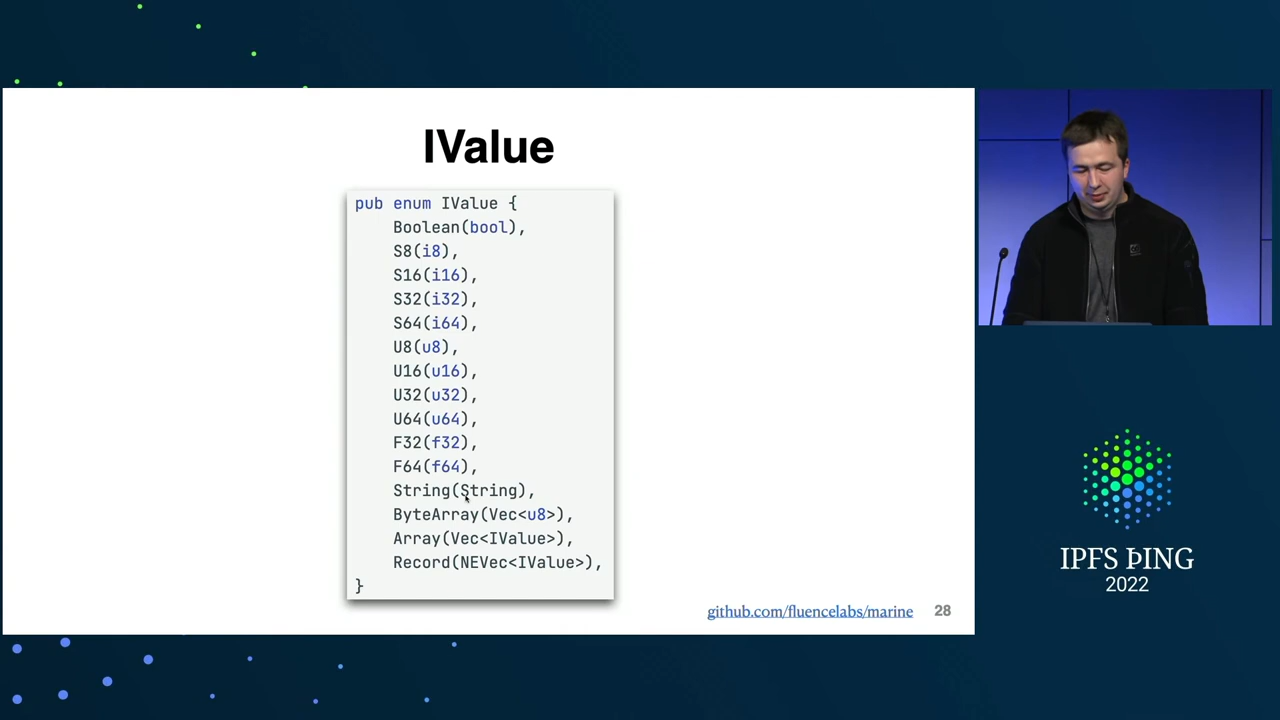 IValue
pub enum IValue {
    Boolean(bool),
    S8(i8),
    S16(i16),
    S32(i32),
    S64(i64),
    U8(u8),
    U16(u16),
    U32(u32),
    U64(u64),
    F32(f32),
    F64(f64),
    String(String),
    ByteArray(Vec<u8>),
    Array(Vec<IValue>),
    Record(NEVec<IValue>),
}
github.com/fluencelabs/marine 28
IPFS ÞING
2022